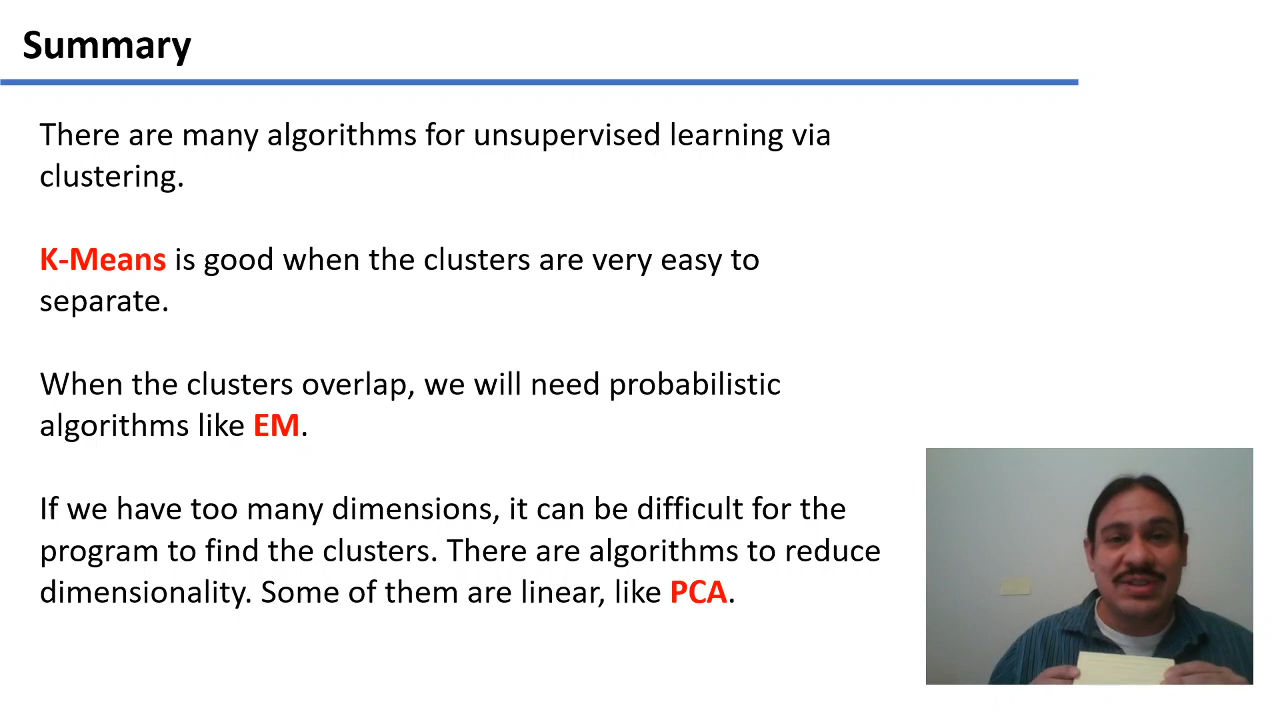 Summary
There are many algorithms for unsupervised learning via
clustering.
K-Means is good when the clusters are very easy to
separate.
When the clusters overlap, we will need probabilistic
algorithms like EM.
If we have too many dimensions, it can be difficult for the
program to find the clusters. There are algorithms to reduce
dimensionality. Some of them are linear, like PCA.